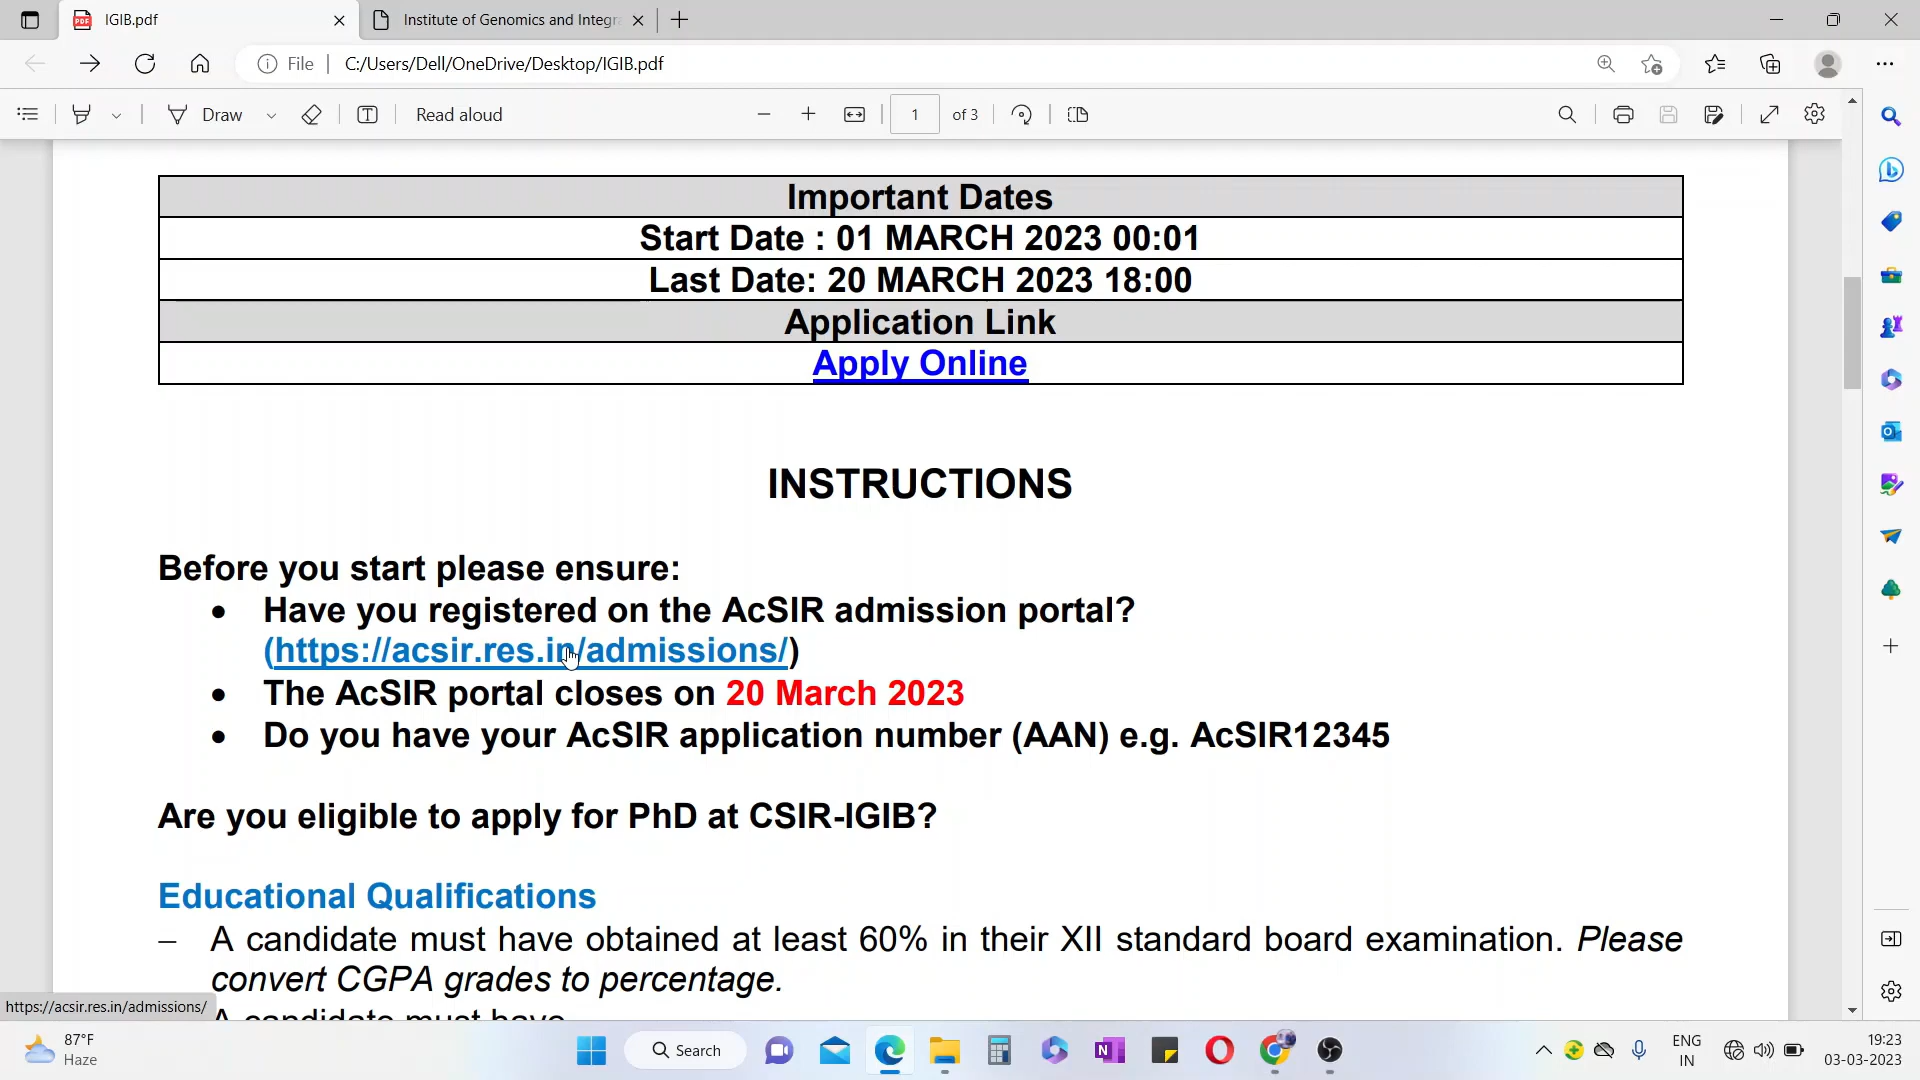 IGIB.pdf
Institute of Genomics and Integr
File
C:/Users/Dell/OneDrive/Desktop/IGIB.pdf
Draw
Read aloud
1 of 3
Important Dates
Start Date : 01 MARCH 2023 00:01
Last Date: 20 MARCH 2023 18:00
Application Link
Apply Online
INSTRUCTIONS
Before you start please ensure:
• Have you registered on the AcSIR admission portal?
(https://acsir.res.in/admissions/)
• The AcSIR portal closes on 20 March 2023
• Do you have your AcSIR application number (AAN) e.g. AcSIR12345
Are you eligible to apply for PhD at CSIR-IGIB?
Educational Qualifications
– A candidate must have obtained at least 60% in their XII standard board examination. Please
convert CGPA grades to percentage.
A candidate must have
https://acsir.res.in/admissions/
87°F
Haze
Search
ENG
IN
19:23
03-03-2023